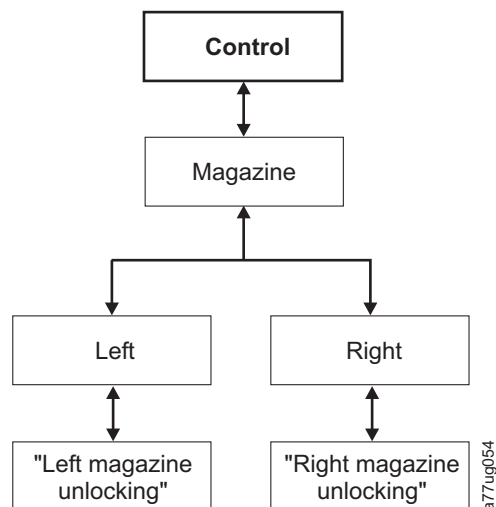 Control
Magazine
Left
Right
"Left magazine
unlocking"
"Right magazine
unlocking"
a77ug054